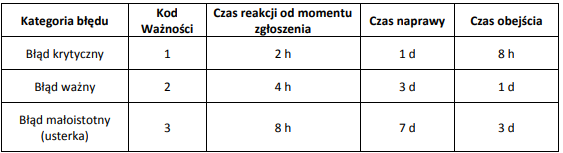 Kategoria błędu Kod Ważności Czas reakcji od momentu zgłoszenia Czas naprawy Czas obejścia
Błąd krytyczny 1 2 h 1 d 8 h
Błąd ważny 2 4 h 3 d 1 d
Błąd małoistotny (usterka) 3 8 h 7 d 3 d